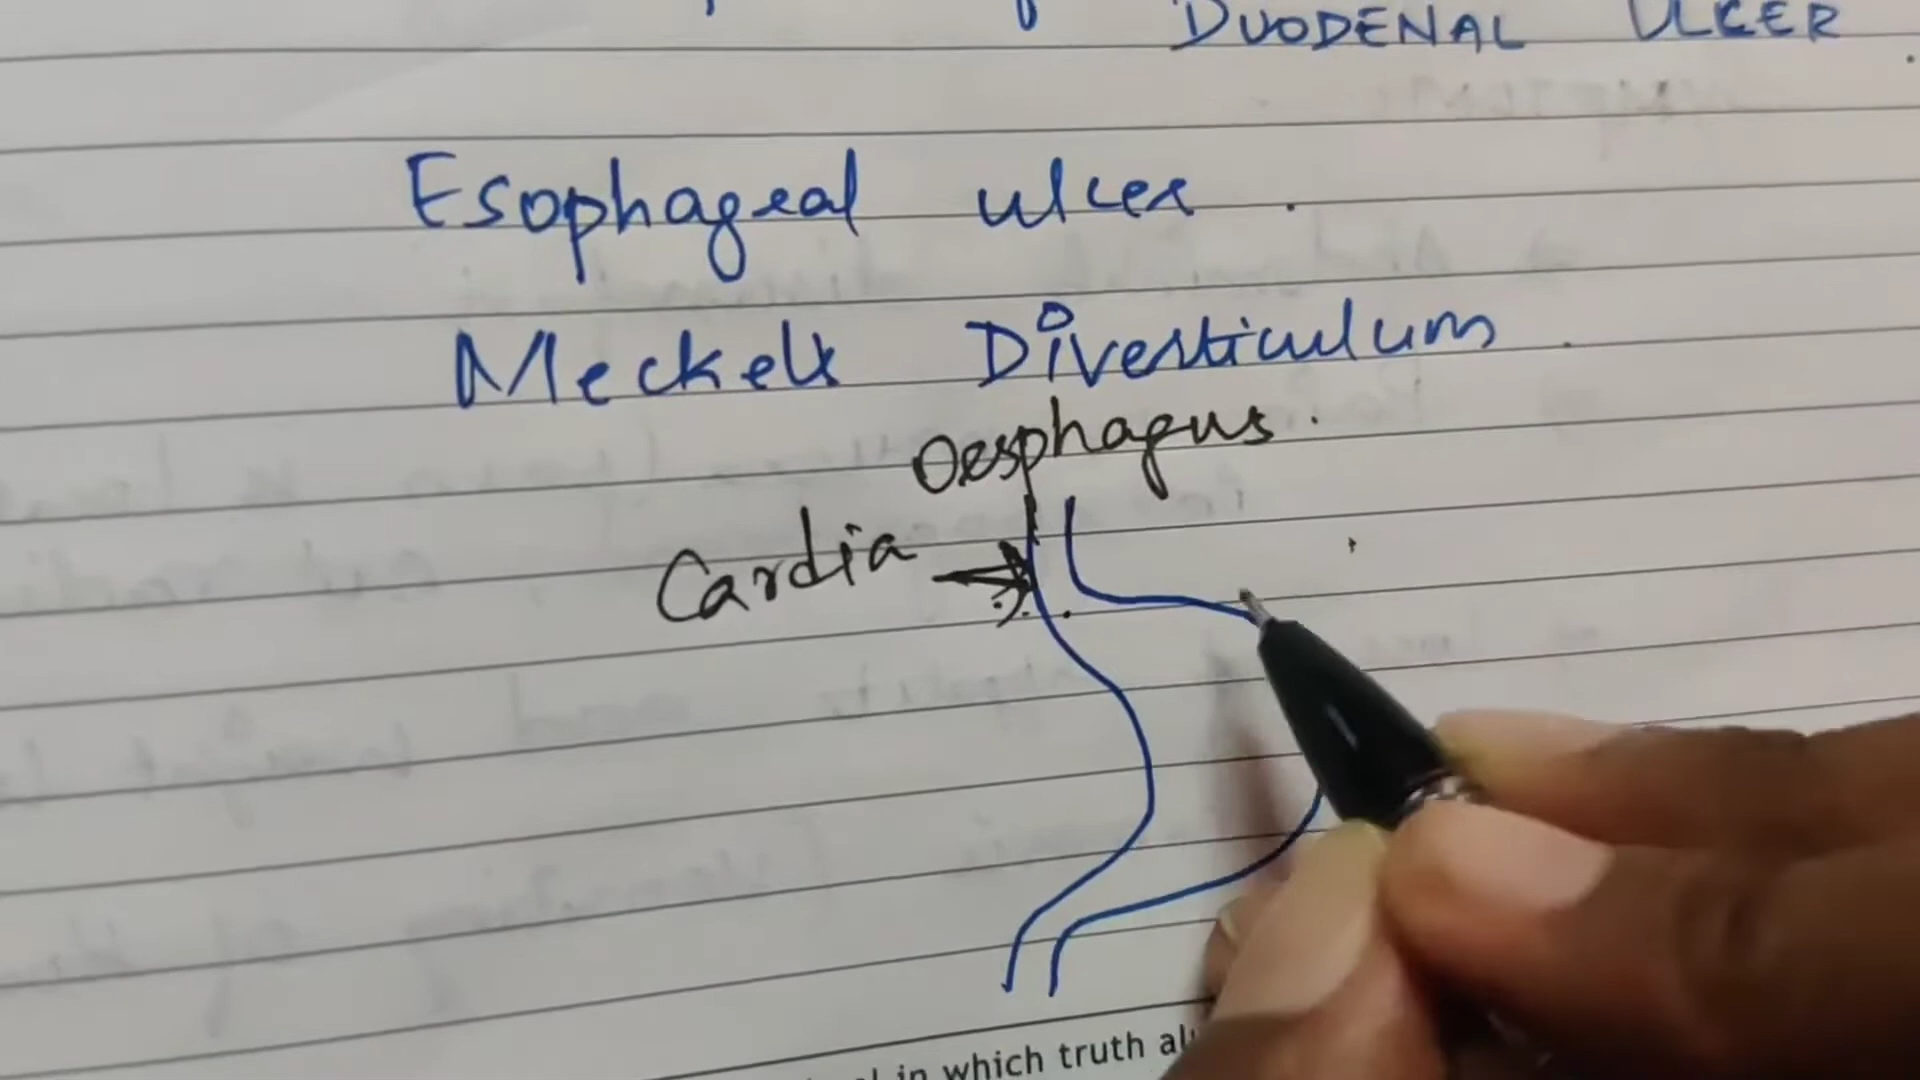 DUODENAL ULCER
Esophageal ulcer .
Meckels Diverticulum .
Oesphagus .
Cardia
in which truth al